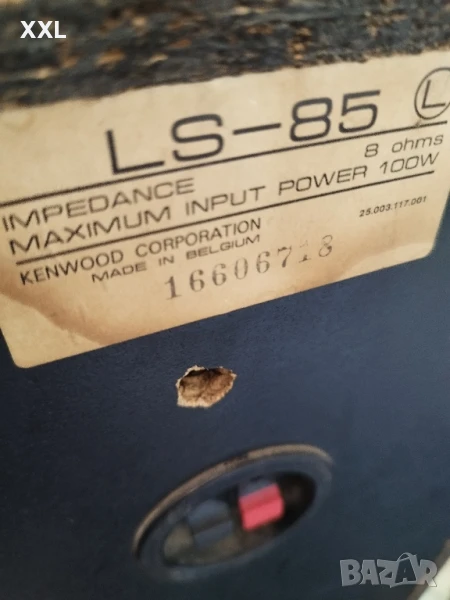 XXL
LS-85 L
IMPEDANCE 8 ohms
MAXIMUM INPUT POWER 100W
KENWOOD CORPORATION 25.003.117.001
MADE IN BELGIUM
16606718
BAZAR